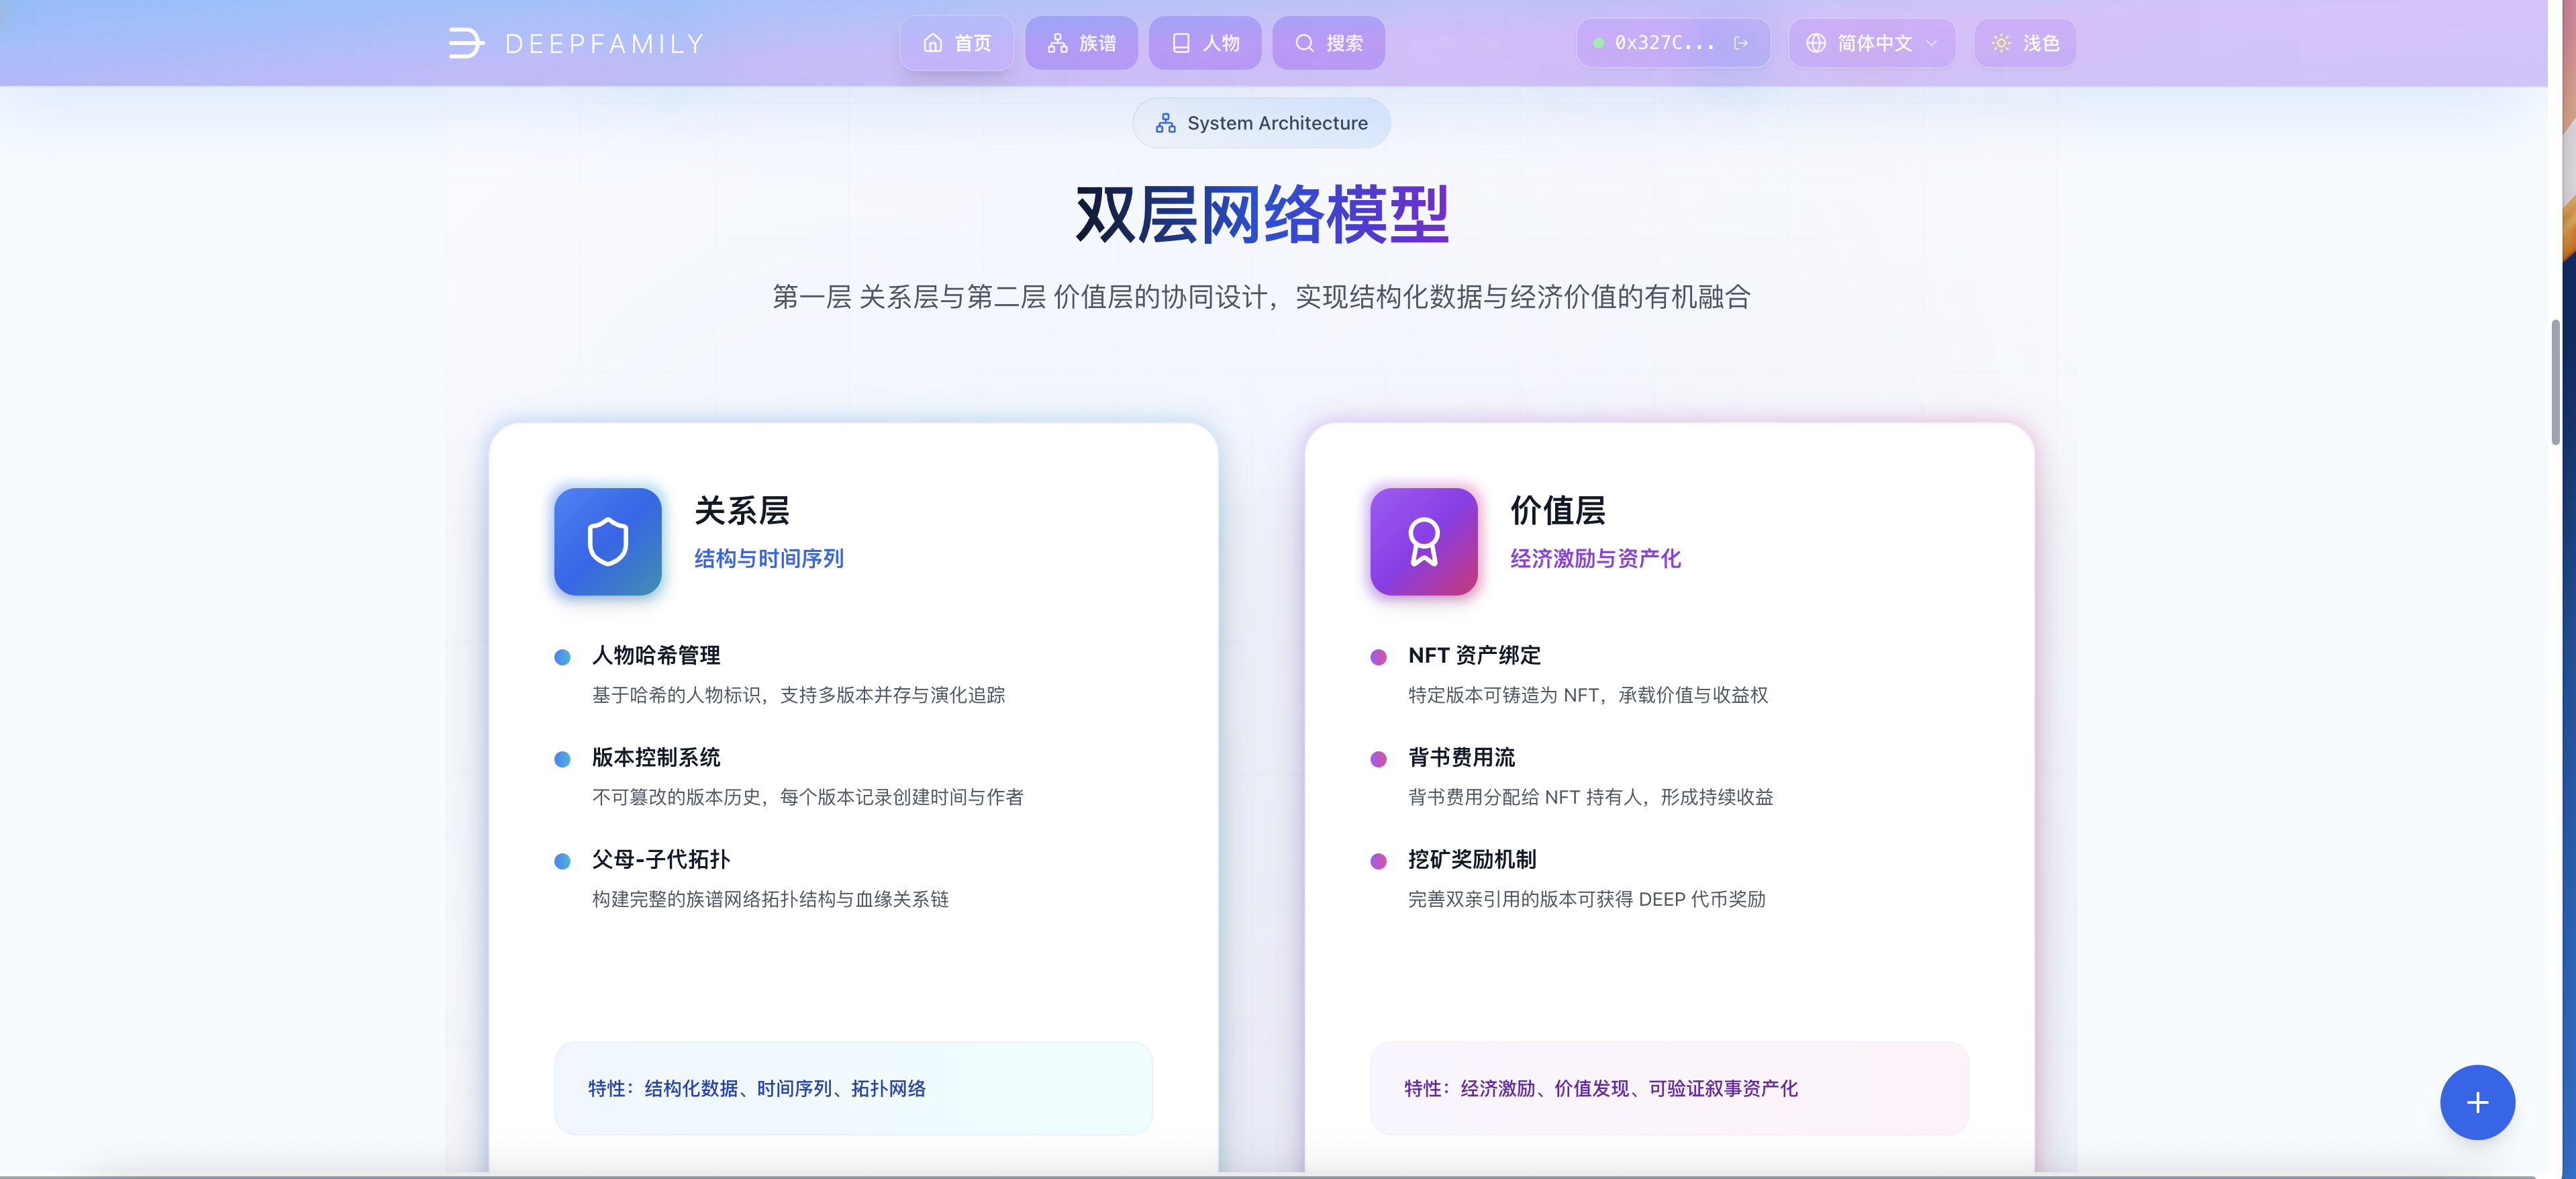 DEEPFAMILY
首页
族谱
人物
搜索
0x327C...
简体中文
浅色
System Architecture
双层网络模型
第一层 关系层与第二层 价值层的协同设计，实现结构化数据与经济价值的有机融合
关系层
结构与时间序列
人物哈希管理
基于哈希的人物标识，支持多版本并存与演化追踪
版本控制系统
不可篡改的版本历史，每个版本记录创建时间与作者
父母-子代拓扑
构建完整的族谱网络拓扑结构与血缘关系链
特性：结构化数据、时间序列、拓扑网络
价值层
经济激励与资产化
NFT 资产绑定
特定版本可铸造为 NFT，承载价值与收益权
背书费用流
背书费用分配给 NFT 持有人，形成持续收益
挖矿奖励机制
完善双亲引用的版本可获得 DEEP 代币奖励
特性：经济激励、价值发现、可验证叙事资产化